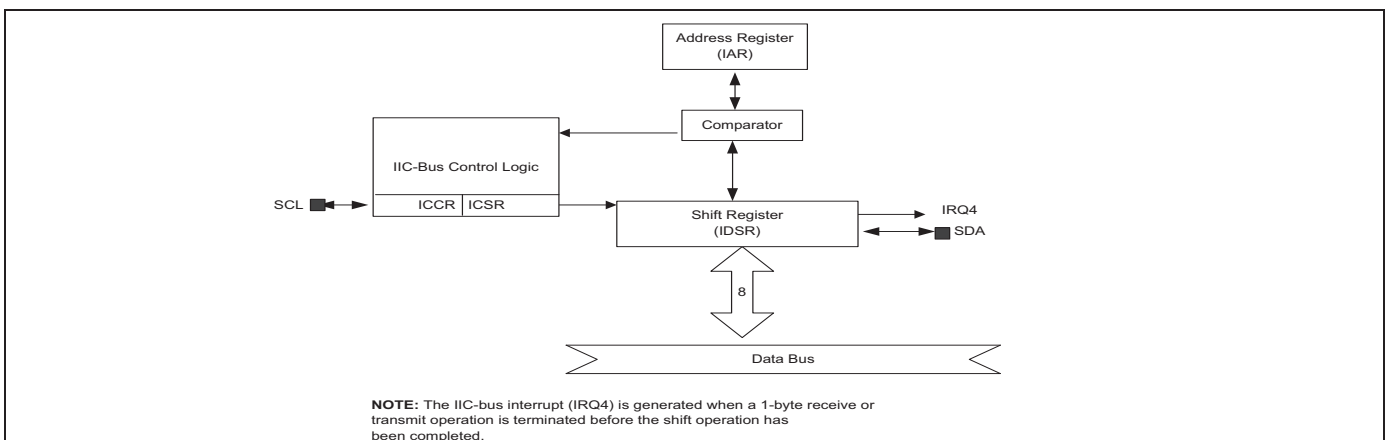 Address Register
(IAR)
Comparator
IIC-Bus Control Logic
SCL
ICCR
ICSR
Shift Register
(IDSR)
IRQ4
SDA
8
Data Bus
NOTE: The IIC-bus interrupt (IRQ4) is generated when a 1-byte receive or
transmit operation is terminated before the shift operation has
been completed.